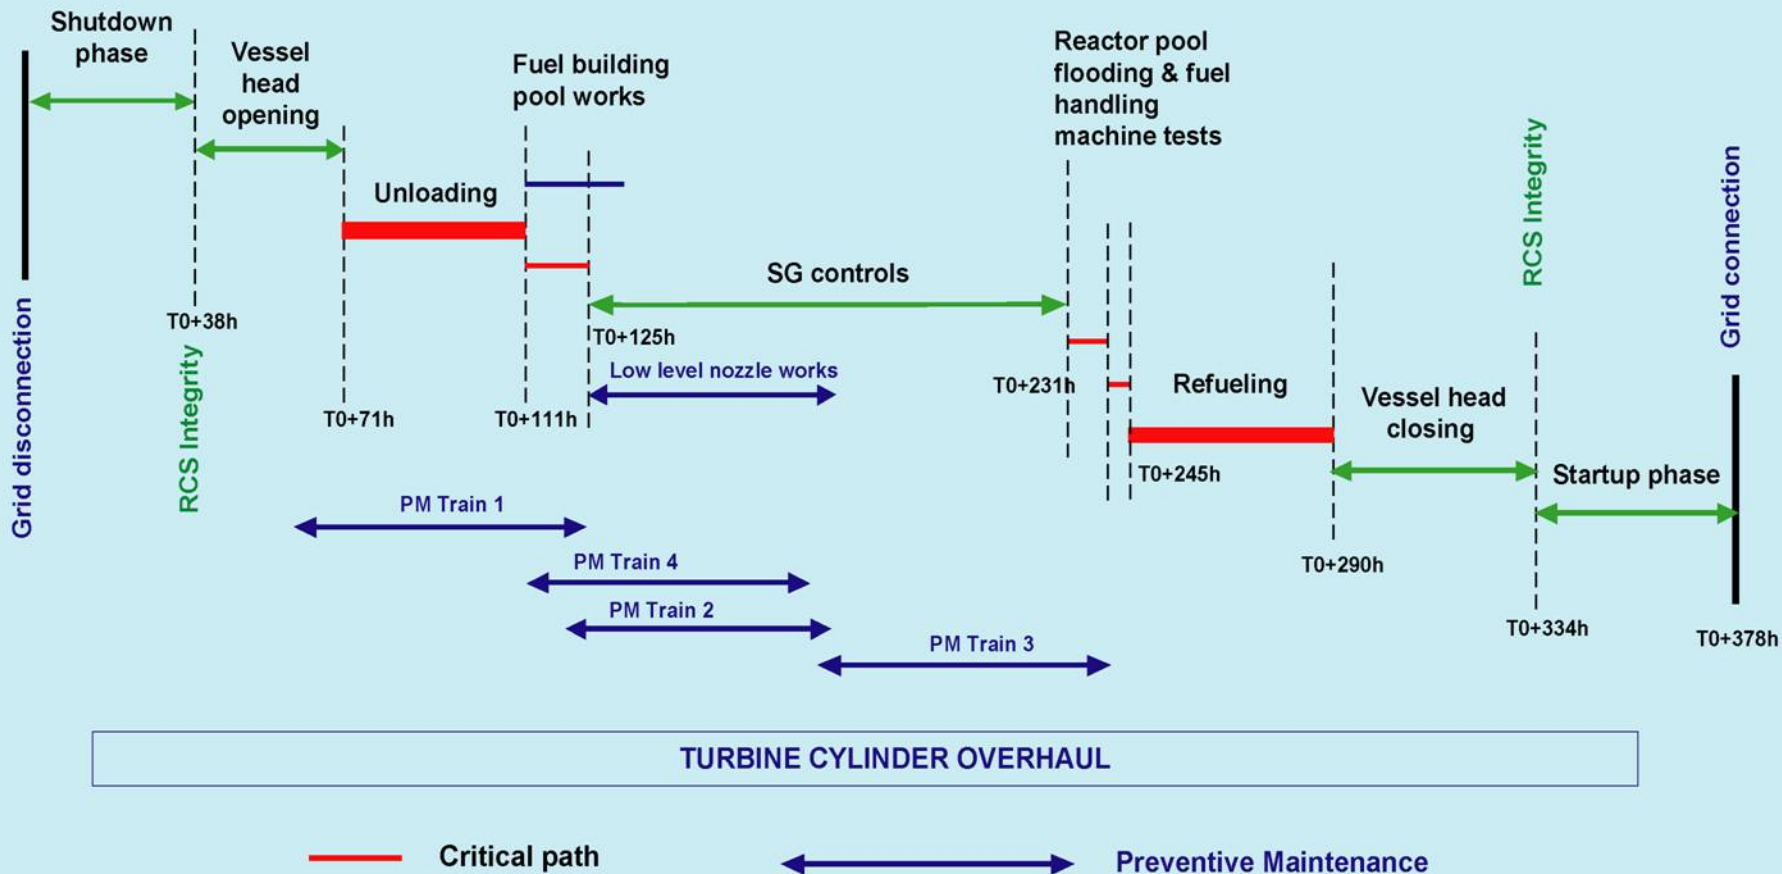 Shutdown
phase
Vessel
head
opening
Fuel building
pool works
Reactor pool
flooding & fuel
handling
machine tests
Unloading
SG controls
RCS Integrity
Grid connection
Grid disconnection
RCS Integrity
T0+38h
T0+71h
T0+111h
T0+125h
Low level nozzle works
T0+231h
Refueling
T0+245h
Vessel head
closing
Startup phase
T0+290h
T0+334h
T0+378h
PM Train 1
PM Train 4
PM Train 2
PM Train 3
TURBINE CYLINDER OVERHAUL
Critical path
Preventive Maintenance